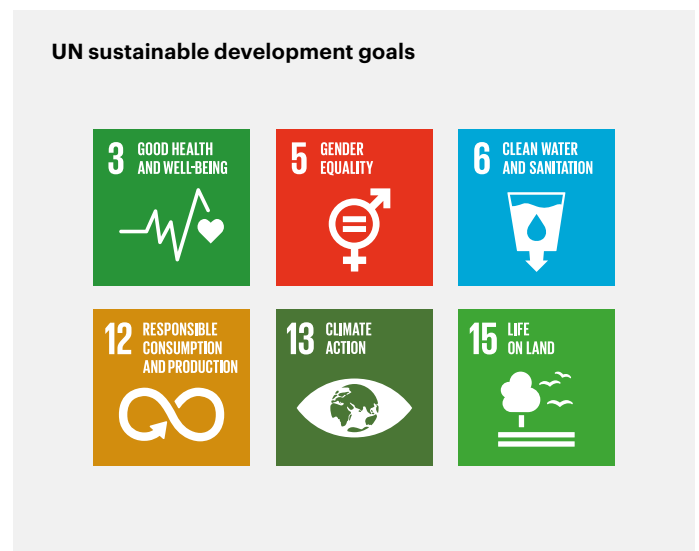 UN sustainable development goals
3 GOOD HEALTH
AND WELL-BEING
5 GENDER
EQUALITY
6 CLEAN WATER
AND SANITATION
12 RESPONSIBLE
CONSUMPTION
AND PRODUCTION
13 CLIMATE
ACTION
15 LIFE
ON LAND